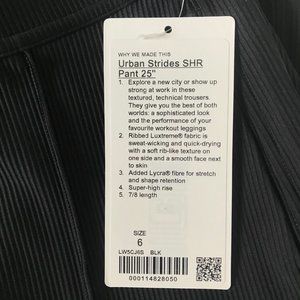 WHY WE MADE THIS
Urban Strides SHR
Pant 25"
1. Explore a new city or show up
strong at work in these
textured, technical trousers.
They give you the best of both
worlds: a sophisticated look
and the performance of your
favourite workout leggings
2. Ribbed Luxtreme® fabric is
sweat-wicking and quick-drying
with a soft rib-like texture on
one side and a smooth face next
to skin
3. Added Lycra® fibre for stretch
and shape retention
4. Super-high rise
5. 7/8 length
SIZE
6
LW5CJ6S BLK
000114828050